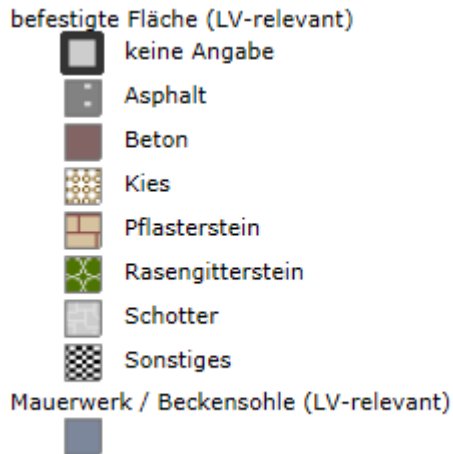 befestigte Fläche (LV-relevant)
keine Angabe
Asphalt
Beton
Kies
Pflasterstein
Rasengitterstein
Schotter
Sonstiges
Mauerwerk / Beckensohle (LV-relevant)